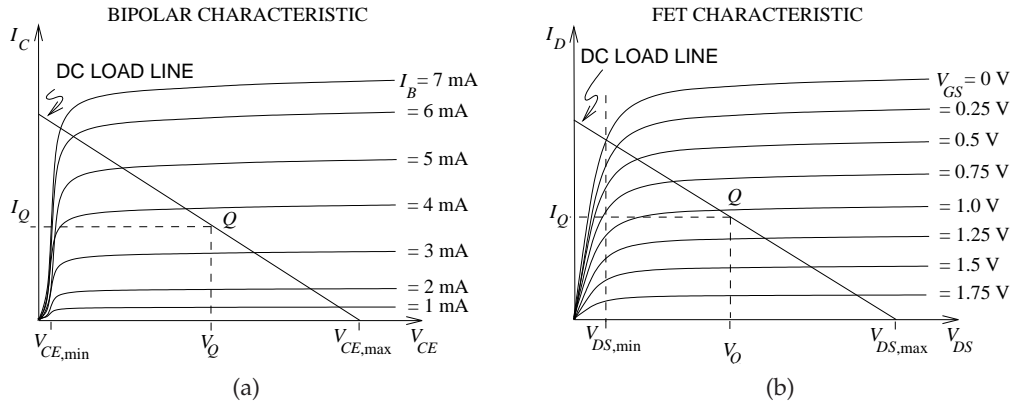 BIPOLAR CHARACTERISTIC
I_C
DC LOAD LINE
I_B = 7 mA
= 6 mA
= 5 mA
= 4 mA
= 3 mA
= 2 mA
= 1 mA
I_Q
Q
V_CE,min
V_Q
V_CE,max
V_CE
(a)
FET CHARACTERISTIC
I_D
DC LOAD LINE
V_GS = 0 V
= 0.25 V
= 0.5 V
= 0.75 V
= 1.0 V
= 1.25 V
= 1.5 V
= 1.75 V
I_Q
Q
V_DS,min
V_O
V_DS,max
V_DS
(b)